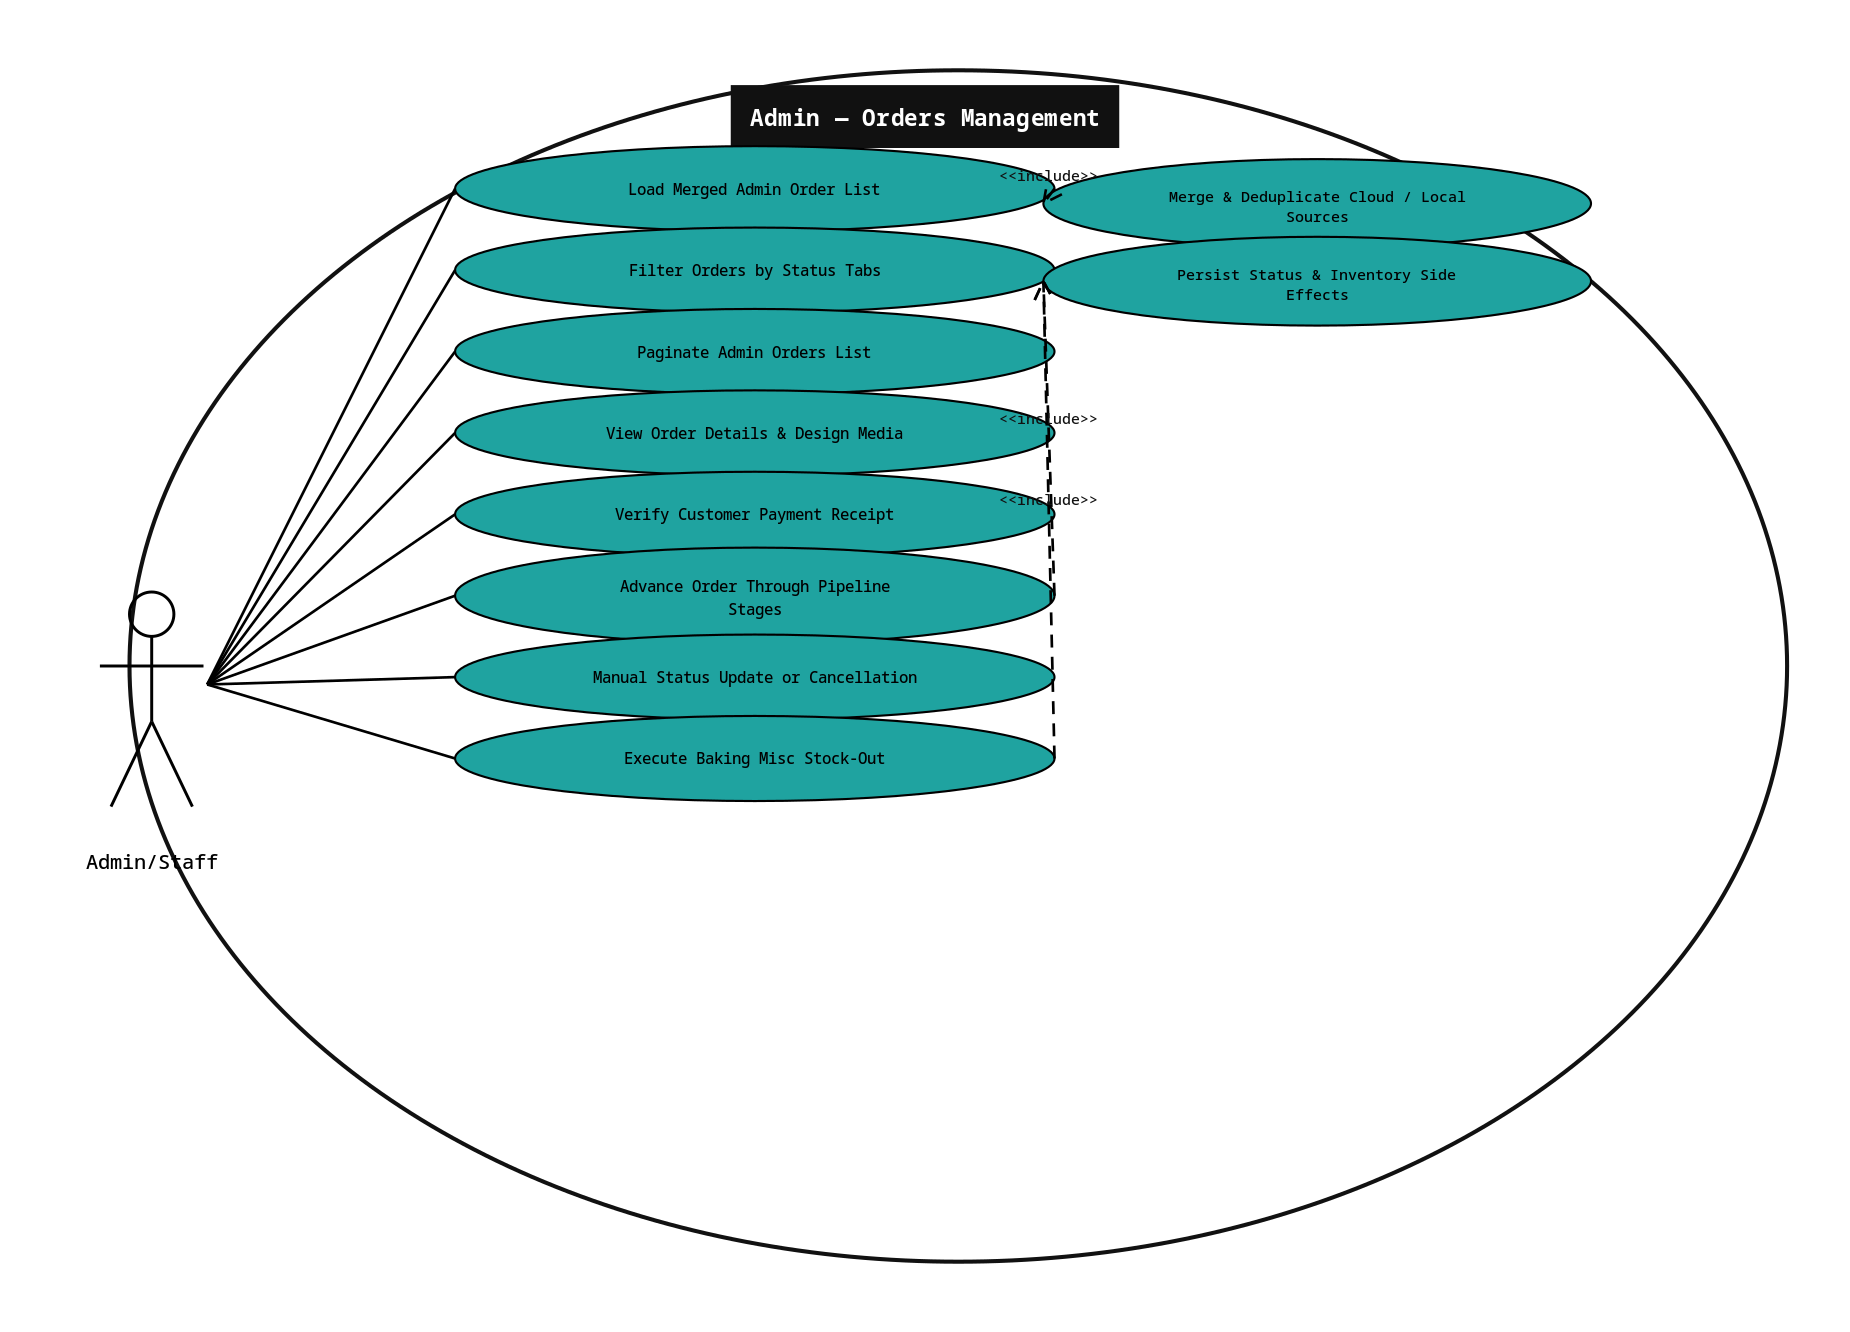 Admin — Orders Management
Load Merged Admin Order List
<<include>>
Merge & Deduplicate Cloud / Local
Sources
Filter Orders by Status Tabs
Persist Status & Inventory Side
Effects
Paginate Admin Orders List
View Order Details & Design Media
<<include>>
Verify Customer Payment Receipt
<<include>>
Advance Order Through Pipeline
Stages
Manual Status Update or Cancellation
Execute Baking Misc Stock-Out
Admin/Staff